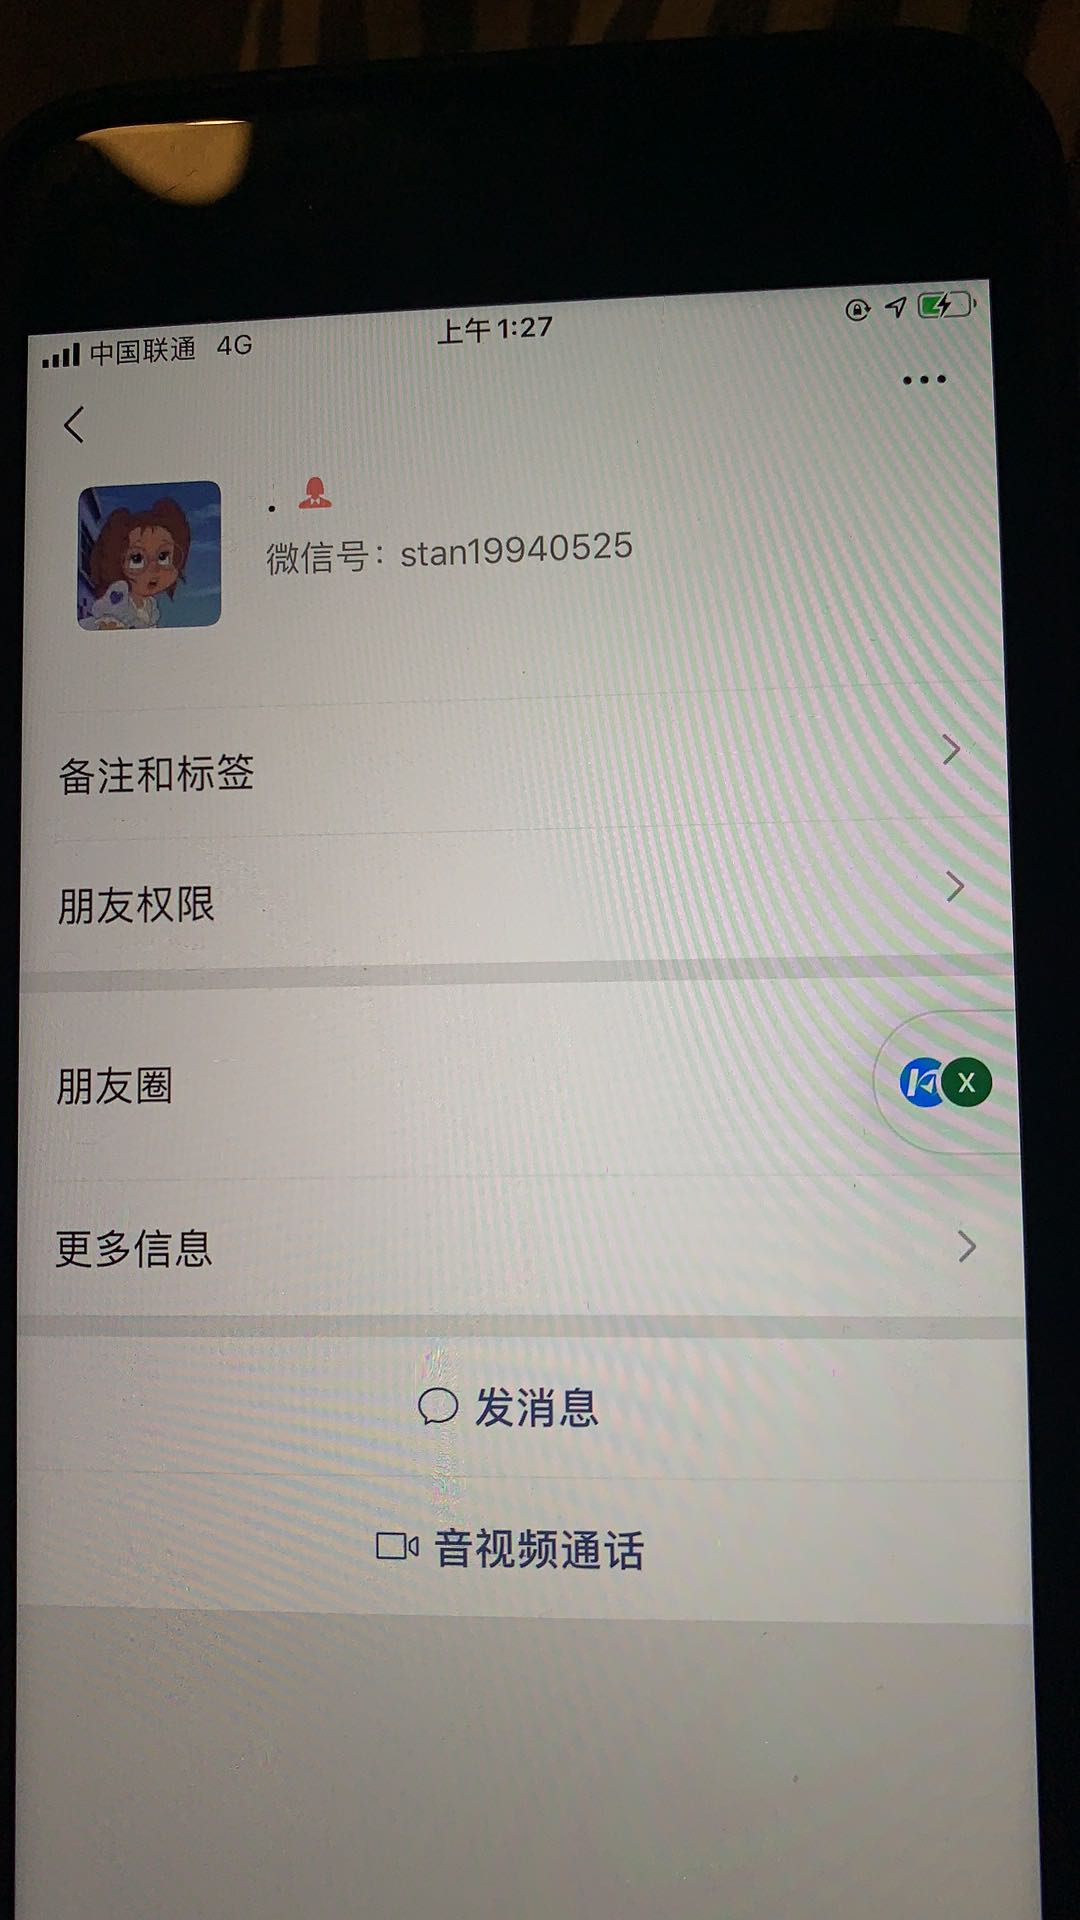 中国联通 4G 上午1:27
.
微信号：stan19940525
备注和标签
朋友权限
朋友圈
X
更多信息
发消息
音视频通话